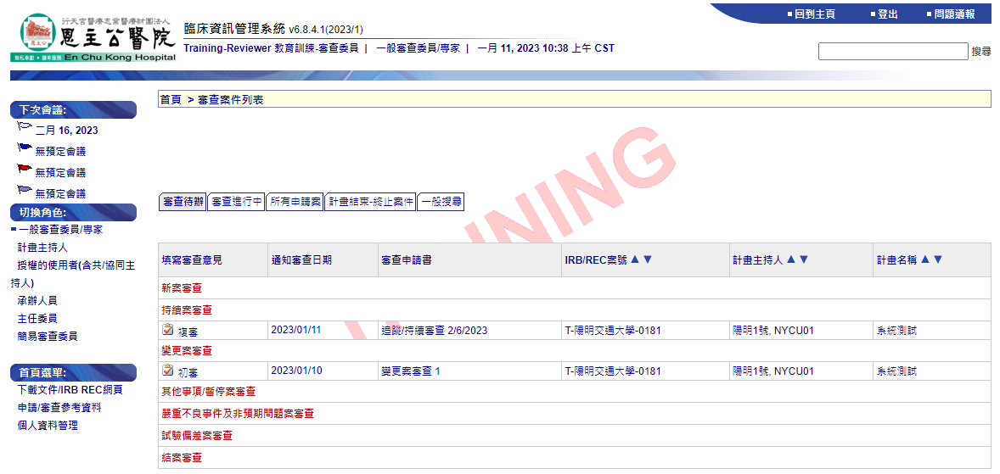 行天宮醫療志業醫療財團法人
恩主公醫院
En Chu Kong Hospital
臨床資訊管理系統 v6.8.4.1(2023/1)
Training-Reviewer 教育訓練-審查委員 | 一般審查委員/專家 | 一月 11, 2023 10:38 上午 CST
回到主頁 登出 問題通報
搜尋
首頁 > 審查案件列表
下次會議:
二月 16, 2023
無預定會議
無預定會議
無預定會議
切換角色:
一般審查委員/專家
計畫主持人
授權的使用者(含共/協同主
持人)
承辦人員
主任委員
簡易審查委員
首頁選單:
下載文件/IRB REC網頁
申請/審查參考資料
個人資料管理
審查待辦 審查進行中 所有申請案 計畫結束-終止案件 一般搜尋
填寫審查意見 通知審查日期 審查申請書 IRB/REC案號 ▲▼ 計畫主持人 ▲▼ 計畫名稱 ▲▼
新案審查
持續案審查
複審 2023/01/11 追蹤/持續審查 2/6/2023 T-陽明交通大學-0181 陽明1號, NYCU01 系統測試
變更案審查
初審 2023/01/10 變更案審查 1 T-陽明交通大學-0181 陽明1號, NYCU01 系統測試
其他事項/暫停案審查
嚴重不良事件及非預期問題案審查
試驗偏差案審查
結案審查